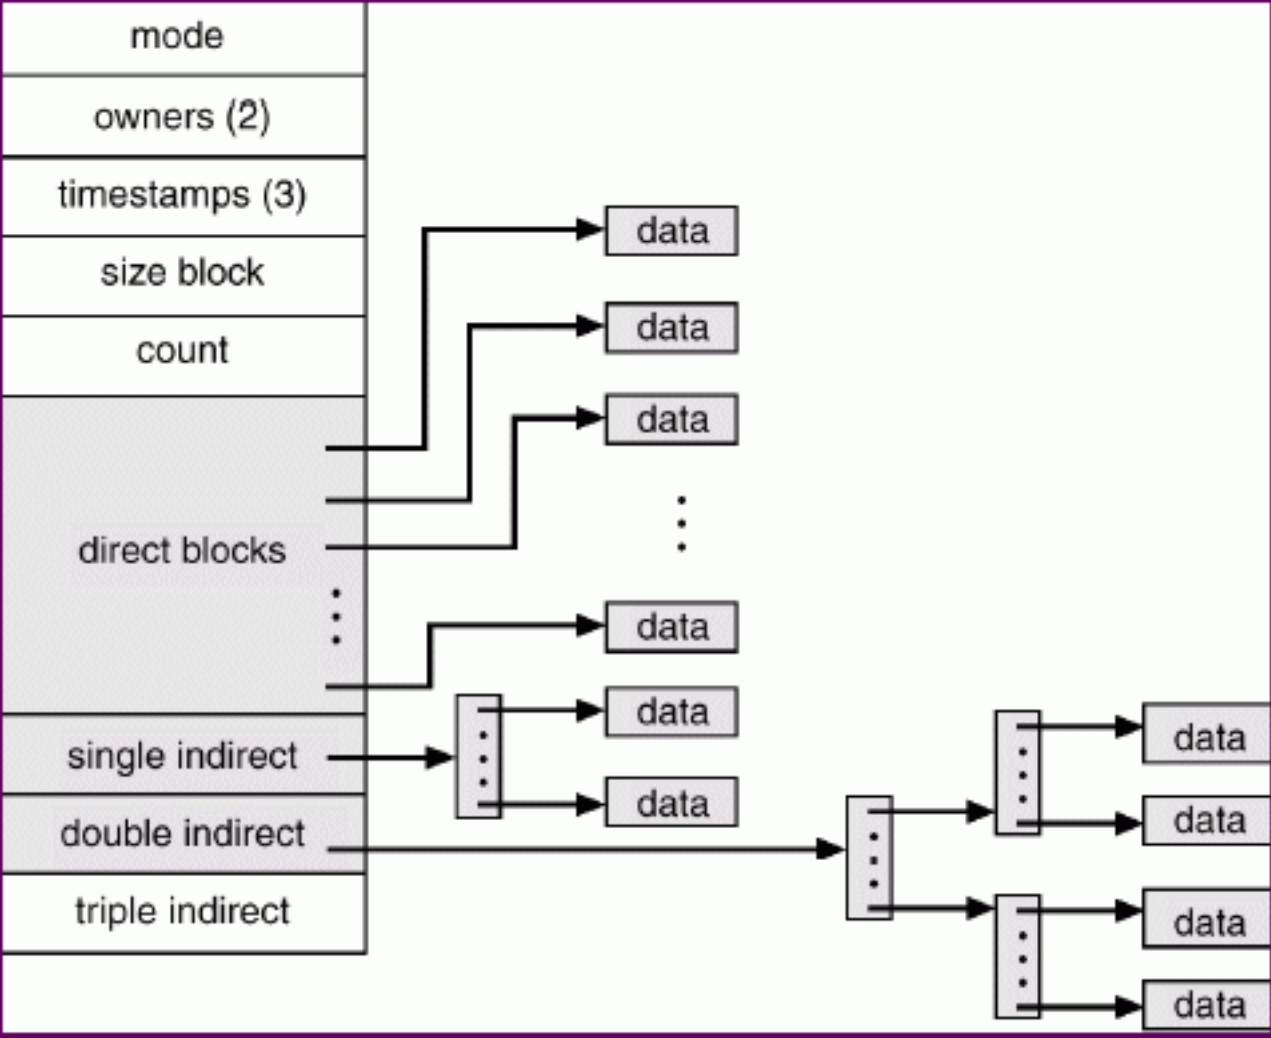 mode
owners (2)
timestamps (3)
size block
count
direct blocks
single indirect
double indirect
triple indirect
data
data
data
data
data
data
data
data
data
data